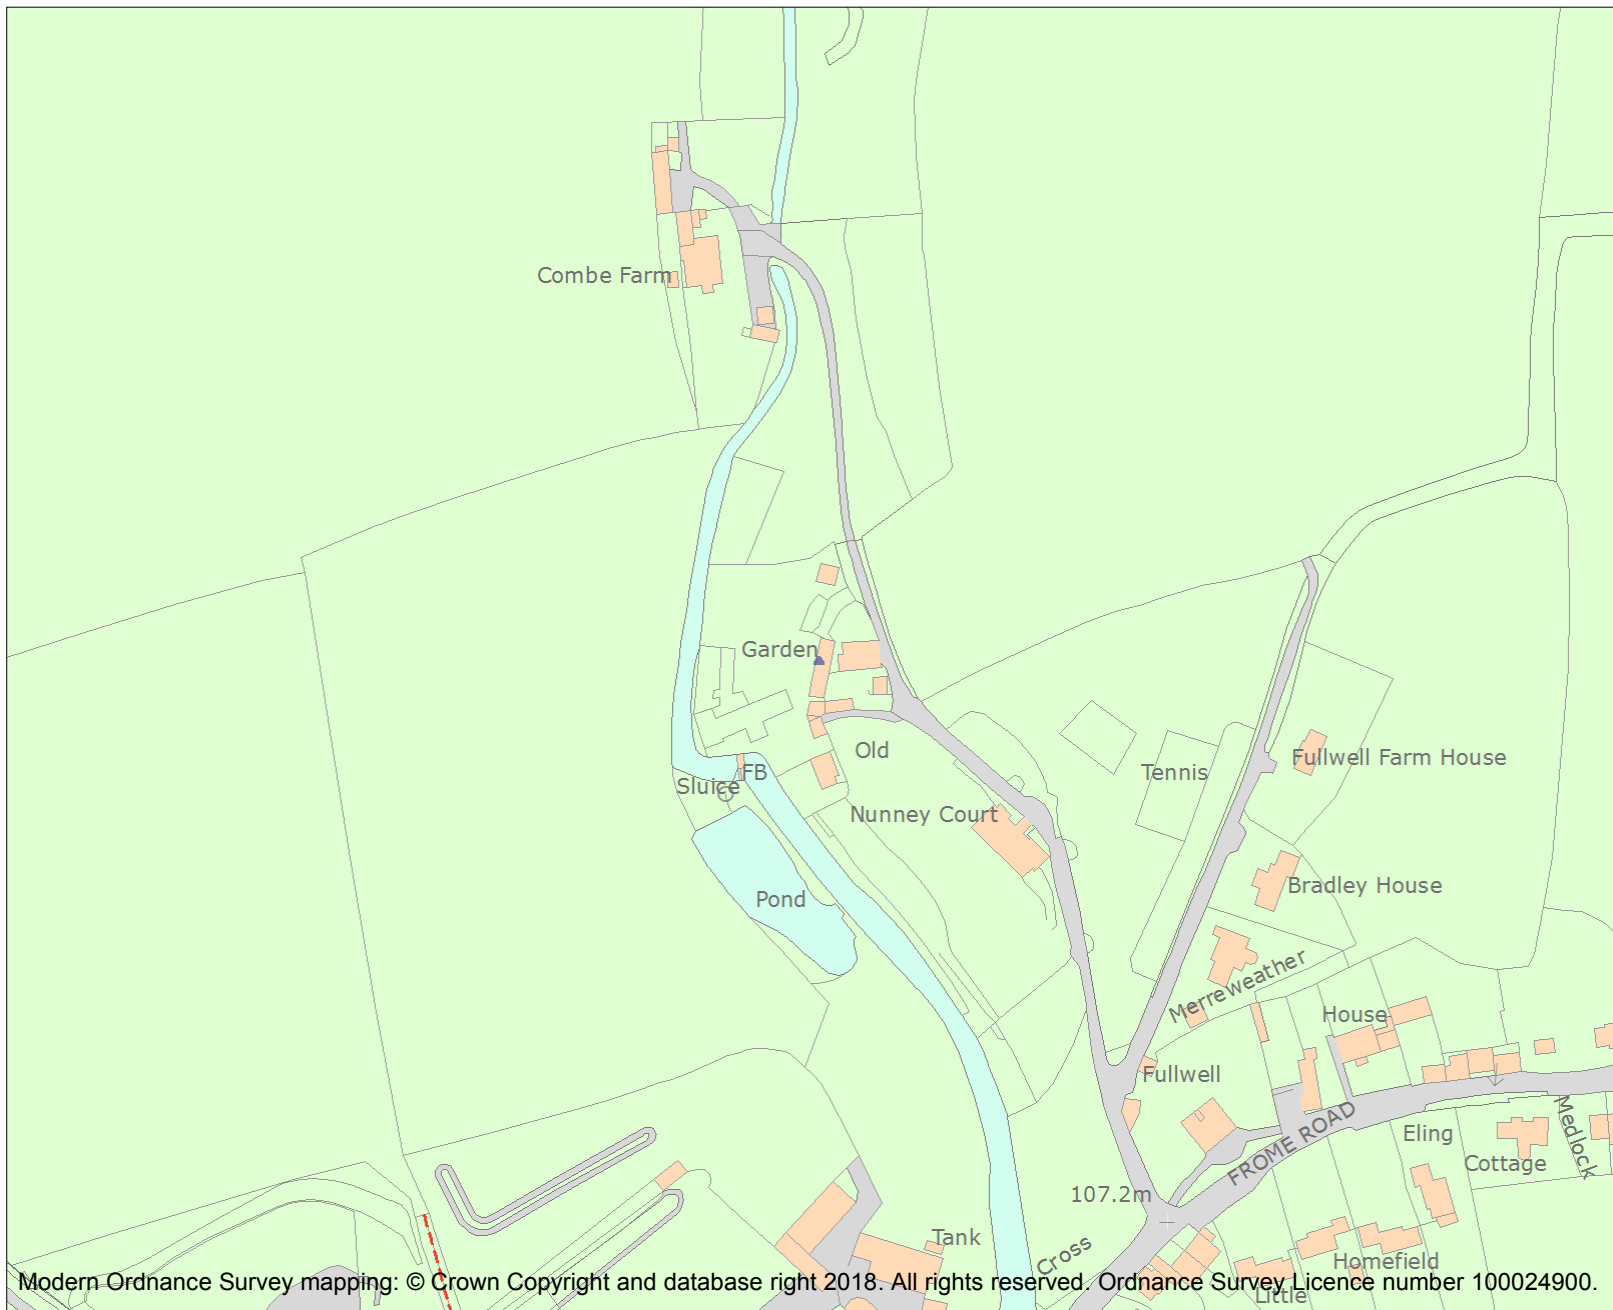 Combe Farm
Garden
Old
FB
Sluice
Tennis
Fullwell Farm House
Nunney Court
Pond
Bradley House
Merreweather
House
Fullwell
FROME ROAD
Medlock
Eling
Cottage
107.2m
Tank
Cross
Homefield
Little
Modern Ordnance Survey mapping: © Crown Copyright and database right 2018. All rights reserved. Ordnance Survey Licence number 100024900.